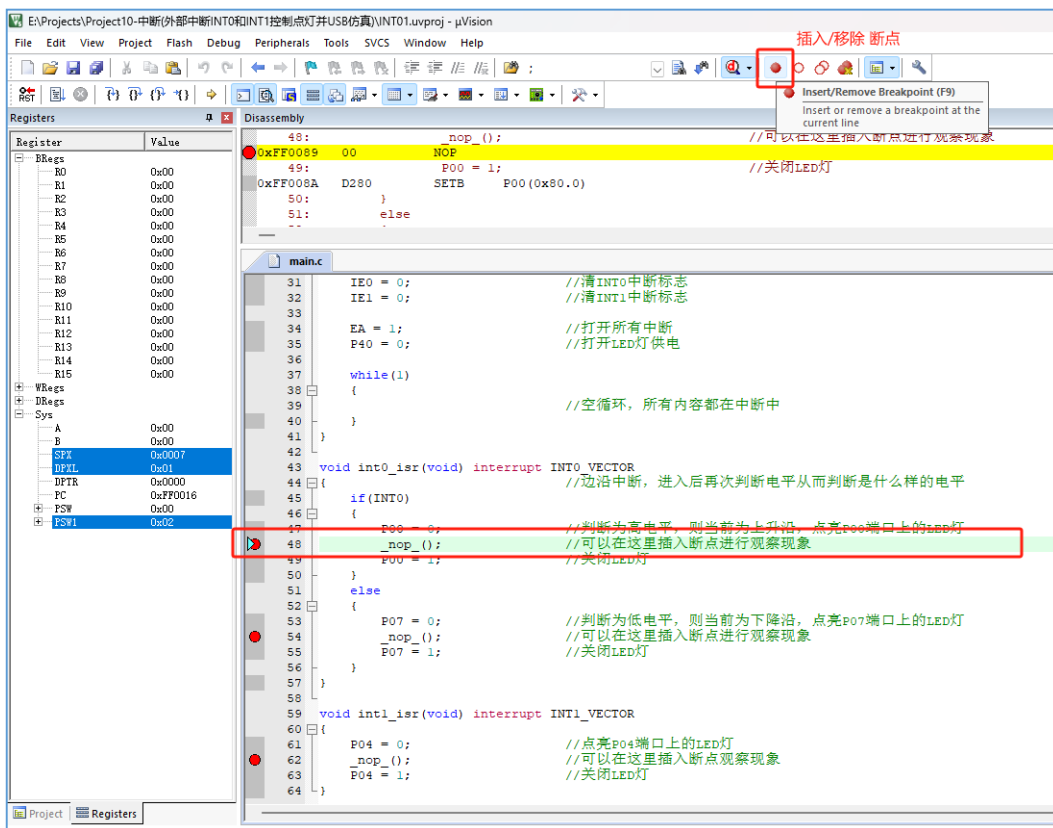 E:\Projects\Project10-中断(外部中断INT0和INT1控制点灯并USB仿真)\INT01.uvproj - µVision
File Edit View Project Flash Debug Peripherals Tools SVCS Window Help
插入/移除 断点
Insert/Remove Breakpoint (F9)
Insert or remove a breakpoint at the
current line
Registers
Disassembly
Register Value
BRegs
R0 0x00
R1 0x00
R2 0x00
R3 0x00
R4 0x00
R5 0x00
R6 0x00
R7 0x00
R8 0x00
R9 0x00
R10 0x00
R11 0x00
R12 0x00
R13 0x00
R14 0x00
R15 0x00
WRegs
DRegs
Sys
A 0x00
B 0x00
SPX 0x0007
DPXL 0x01
DPTR 0x0000
PC 0xFF0016
PSW 0x00
PSW1 0x02
48: _nop_(); //可以在这里插入断点进行观察现象
0xFF0089 00 NOP
49: P00 = 1; //关闭LED灯
0xFF008A D280 SETB P00(0x80.0)
50: }
51: else
main.c
31 IE0 = 0; //清INT0中断标志
32 IE1 = 0; //清INT1中断标志
33
34 EA = 1; //打开所有中断
35 P40 = 0; //打开LED灯供电
36
37 while(1)
38 {
39 //空循环，所有内容都在中断中
40 }
41 }
42
43 void int0_isr(void) interrupt INT0_VECTOR
44 { //边沿中断，进入后再次判断电平从而判断是什么样的电平
45 if(INT0)
46 {
47 P00 = 0; //判断为高电平，则当前为上升沿，点亮P00端口上的LED灯
48 _nop_(); //可以在这里插入断点进行观察现象
49 P00 = 1; //关闭LED灯
50 }
51 else
52 {
53 P07 = 0; //判断为低电平，则当前为下降沿，点亮P07端口上的LED灯
54 _nop_(); //可以在这里插入断点进行观察现象
55 P07 = 1; //关闭LED灯
56 }
57 }
58
59 void int1_isr(void) interrupt INT1_VECTOR
60 {
61 P04 = 0; //点亮P04端口上的LED灯
62 _nop_(); //可以在这里插入断点观察现象
63 P04 = 1; //关闭LED灯
64 }
Project Registers